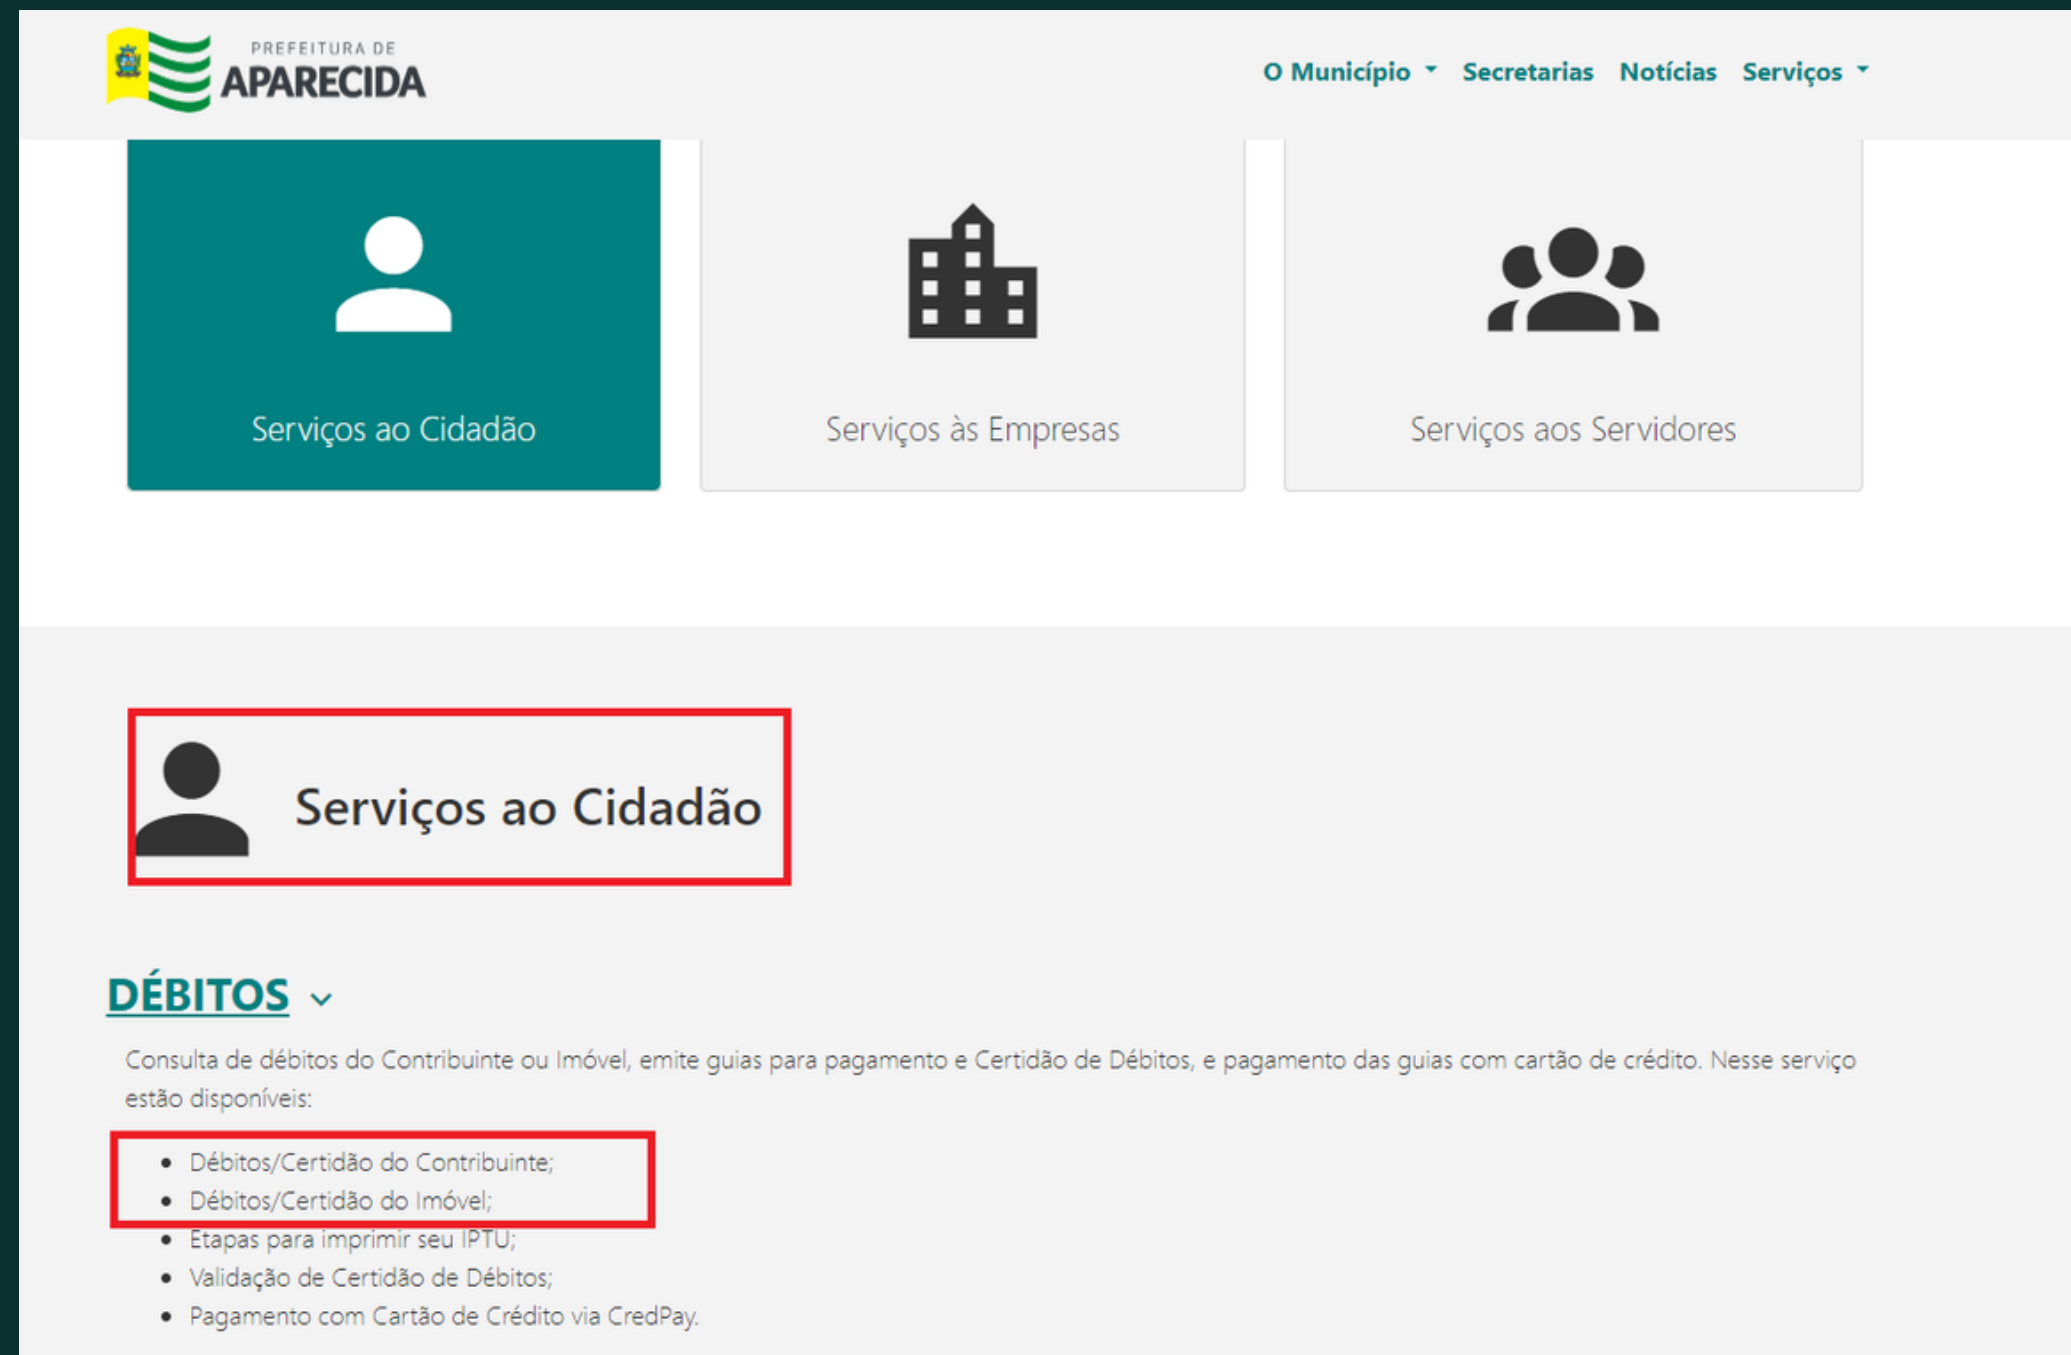 PREFEITURA DE
APARECIDA
O Município Secretarias Notícias Serviços
Serviços ao Cidadão
Serviços às Empresas
Serviços aos Servidores
Serviços ao Cidadão
DÉBITOS
Consulta de débitos do Contribuinte ou Imóvel, emite guias para pagamento e Certidão de Débitos, e pagamento das guias com cartão de crédito. Nesse serviço
estão disponíveis:
• Débitos/Certidão do Contribuinte;
• Débitos/Certidão do Imóvel;
• Etapas para imprimir seu IPTU;
• Validação de Certidão de Débitos;
• Pagamento com Cartão de Crédito via CredPay.